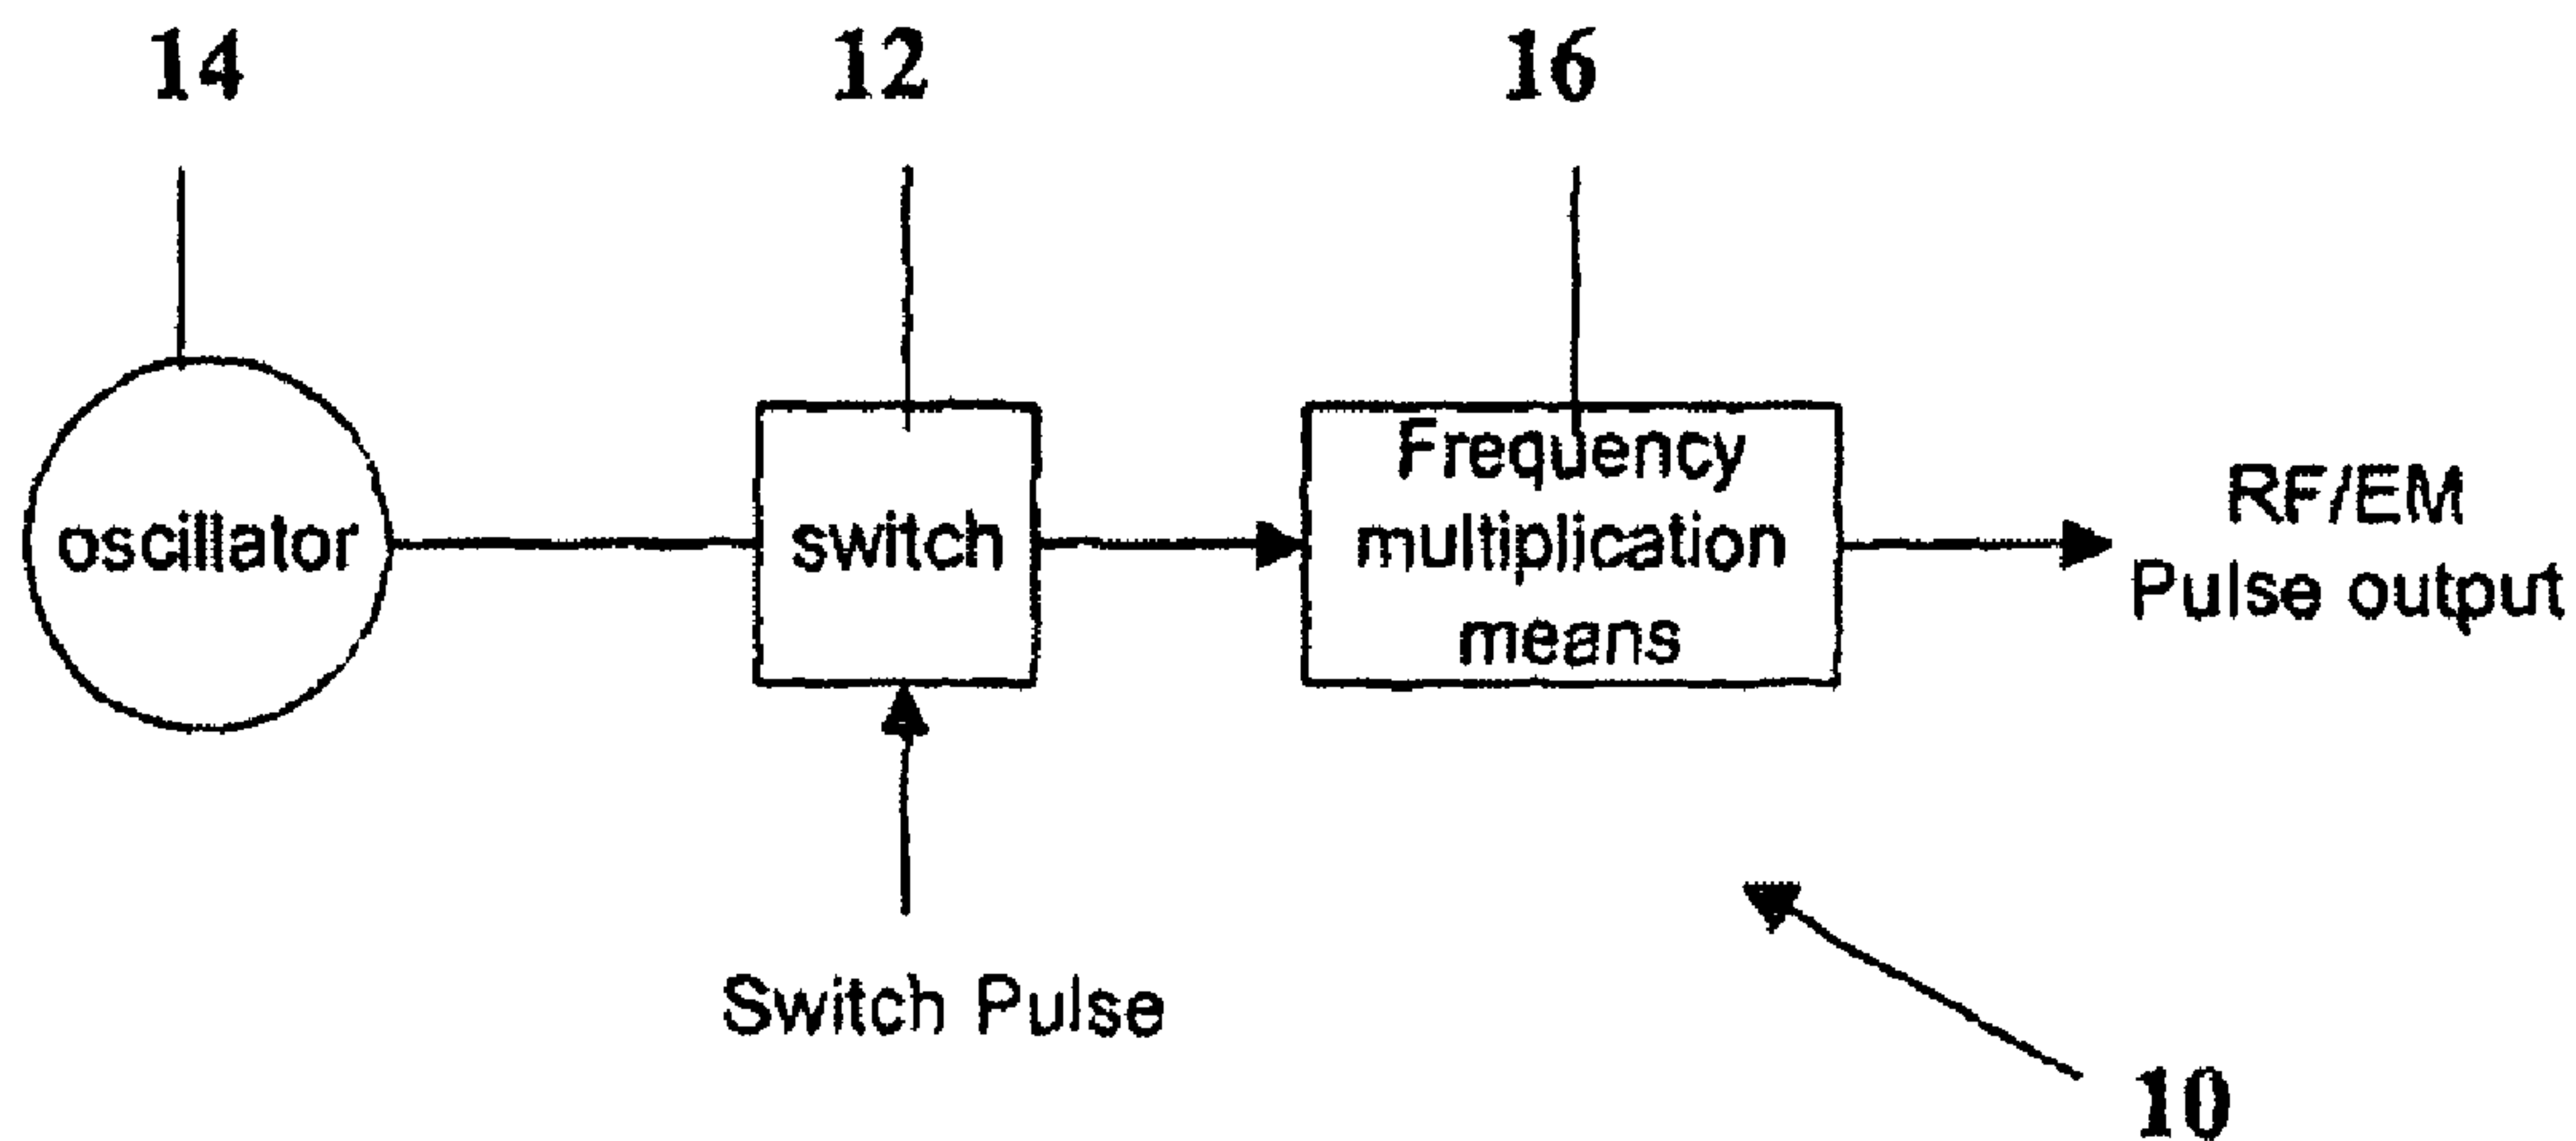 14
12
16
oscillator
switch
Frequency
multiplication
means
RF/EM
Pulse output
Switch Pulse
10